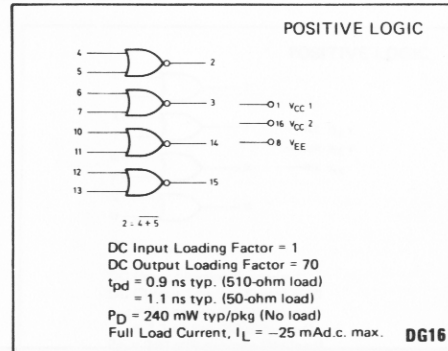 POSITIVE LOGIC
4
5
2
6
7
3
10
11
14
12
13
15
1 VCC 1
16 VCC 2
8 VEE
2 = 4 + 5
DC Input Loading Factor = 1
DC Output Loading Factor = 70
tpd = 0.9 ns typ. (510-ohm load)
= 1.1 ns typ. (50-ohm load)
PD = 240 mW typ/pkg (No load)
Full Load Current, IL = −25 mAd.c. max.
DG16